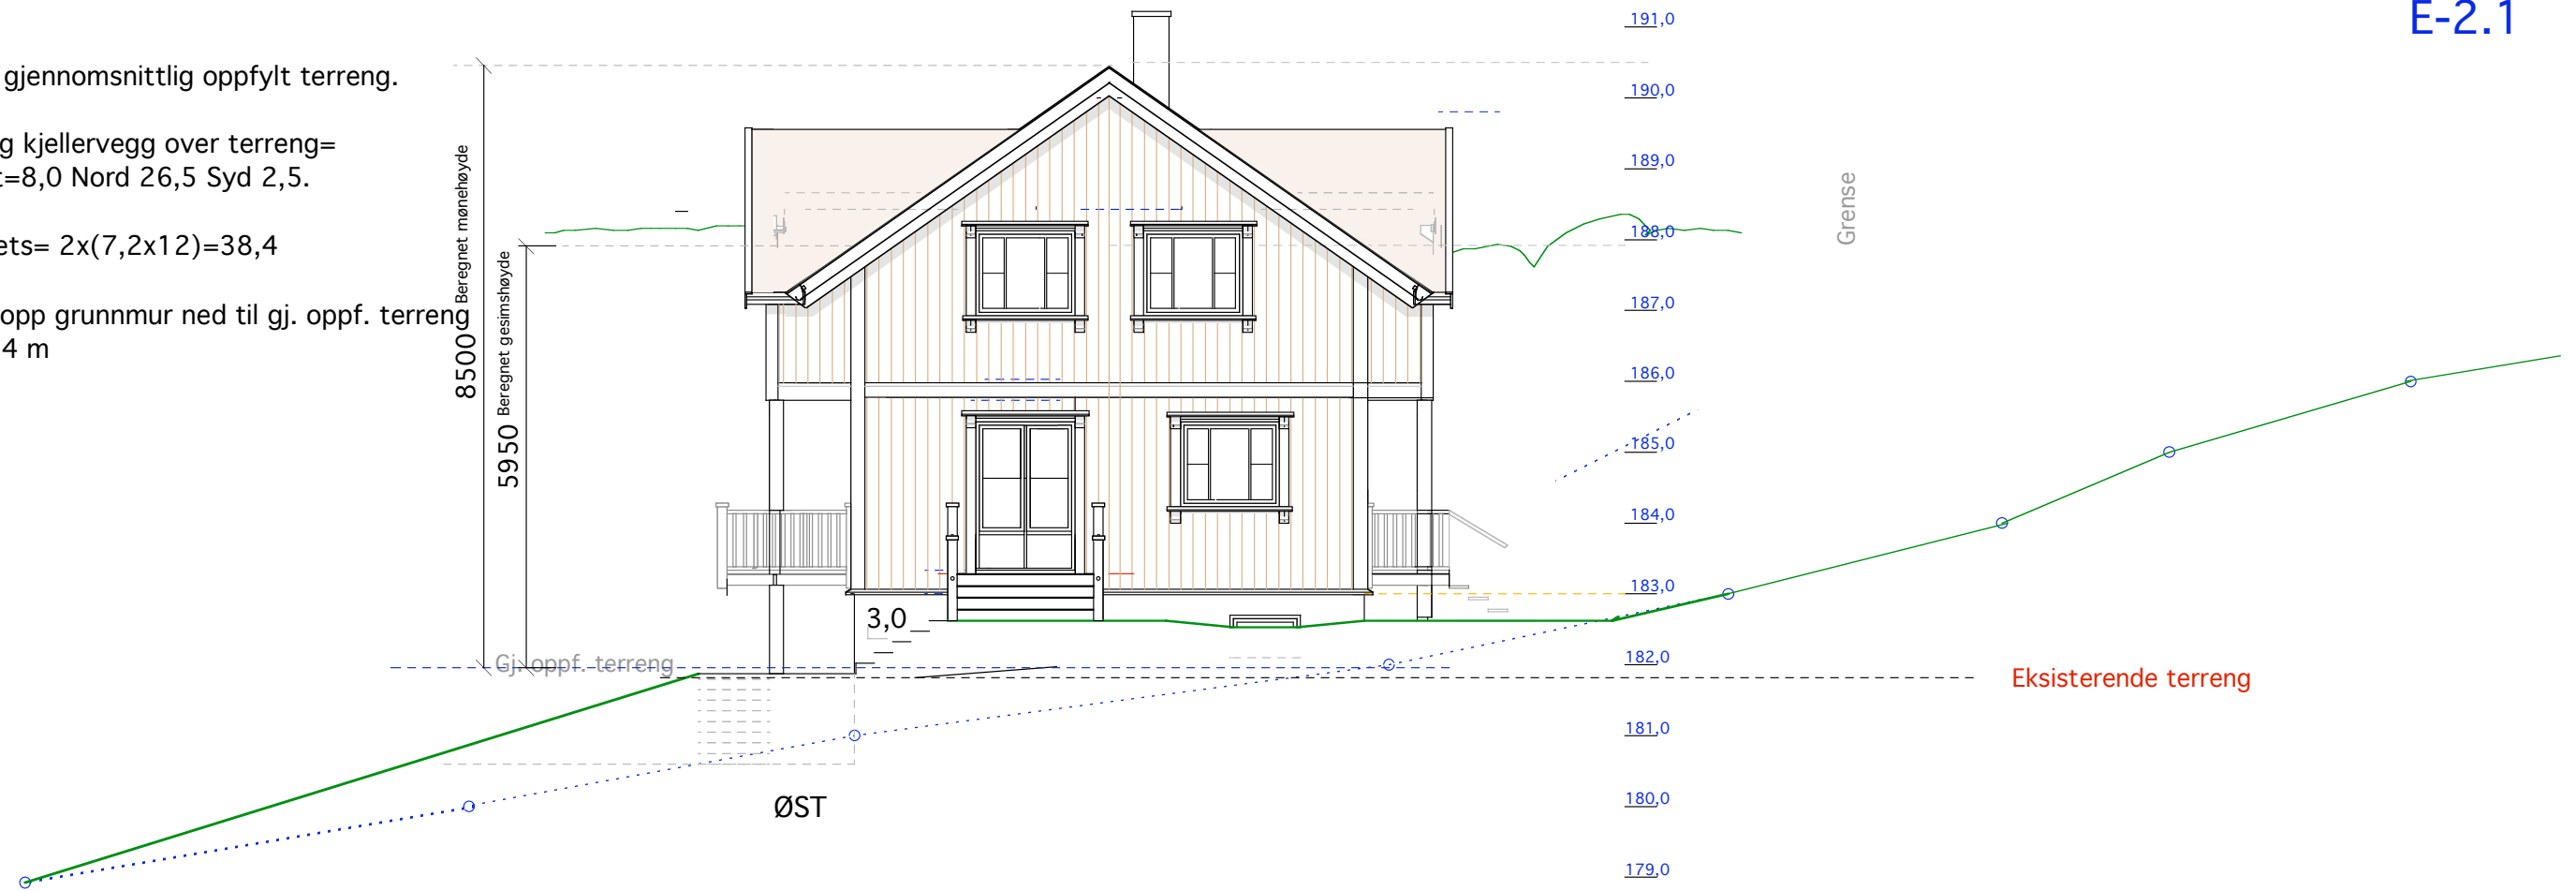 E-2.1
gjennomsnittlig oppfylt terreng.
g kjellervegg over terreng=
t=8,0 Nord 26,5 Syd 2,5.
ets= 2x(7,2x12)=38,4
opp grunnmur ned til gj. oppf. terreng
4 m
8500 Beregnet mønehøyde
5950 Beregnet gesimshøyde
191,0
190,0
189,0
188,0
187,0
186,0
185,0
184,0
183,0
182,0
181,0
180,0
179,0
Grense
3,0
Gj. oppf. terreng
Eksisterende terreng
ØST